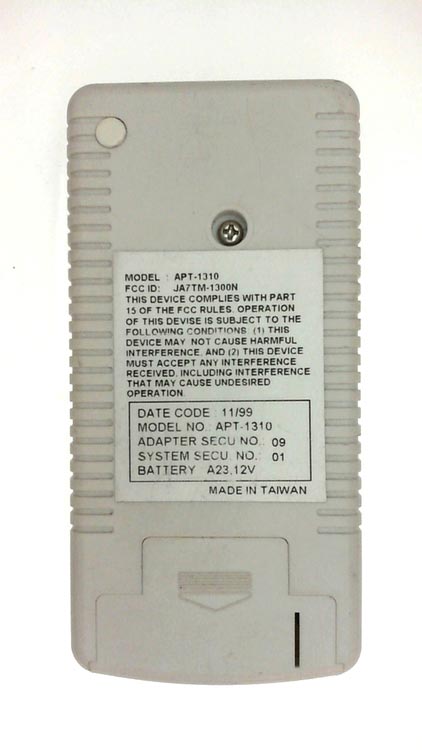 MODEL : APT-1310
FCC ID: JA7TM-1300N
THIS DEVICE COMPLIES WITH PART
15 OF THE FCC RULES. OPERATION
OF THIS DEVISE IS SUBJECT TO THE
FOLLOWING CONDITIONS. (1) THIS
DEVICE MAY NOT CAUSE HARMFUL
INTERFERENCE, AND (2) THIS DEVICE
MUST ACCEPT ANY INTERFERENCE
RECEIVED, INCLUDING INTERFERENCE
THAT MAY CAUSE UNDESIRED
OPERATION.
DATE CODE : 11/99
MODEL NO.: APT-1310
ADAPTER SECU NO.: 09
SYSTEM SECU. NO.: 01
BATTERY A23,12V
MADE IN TAIWAN